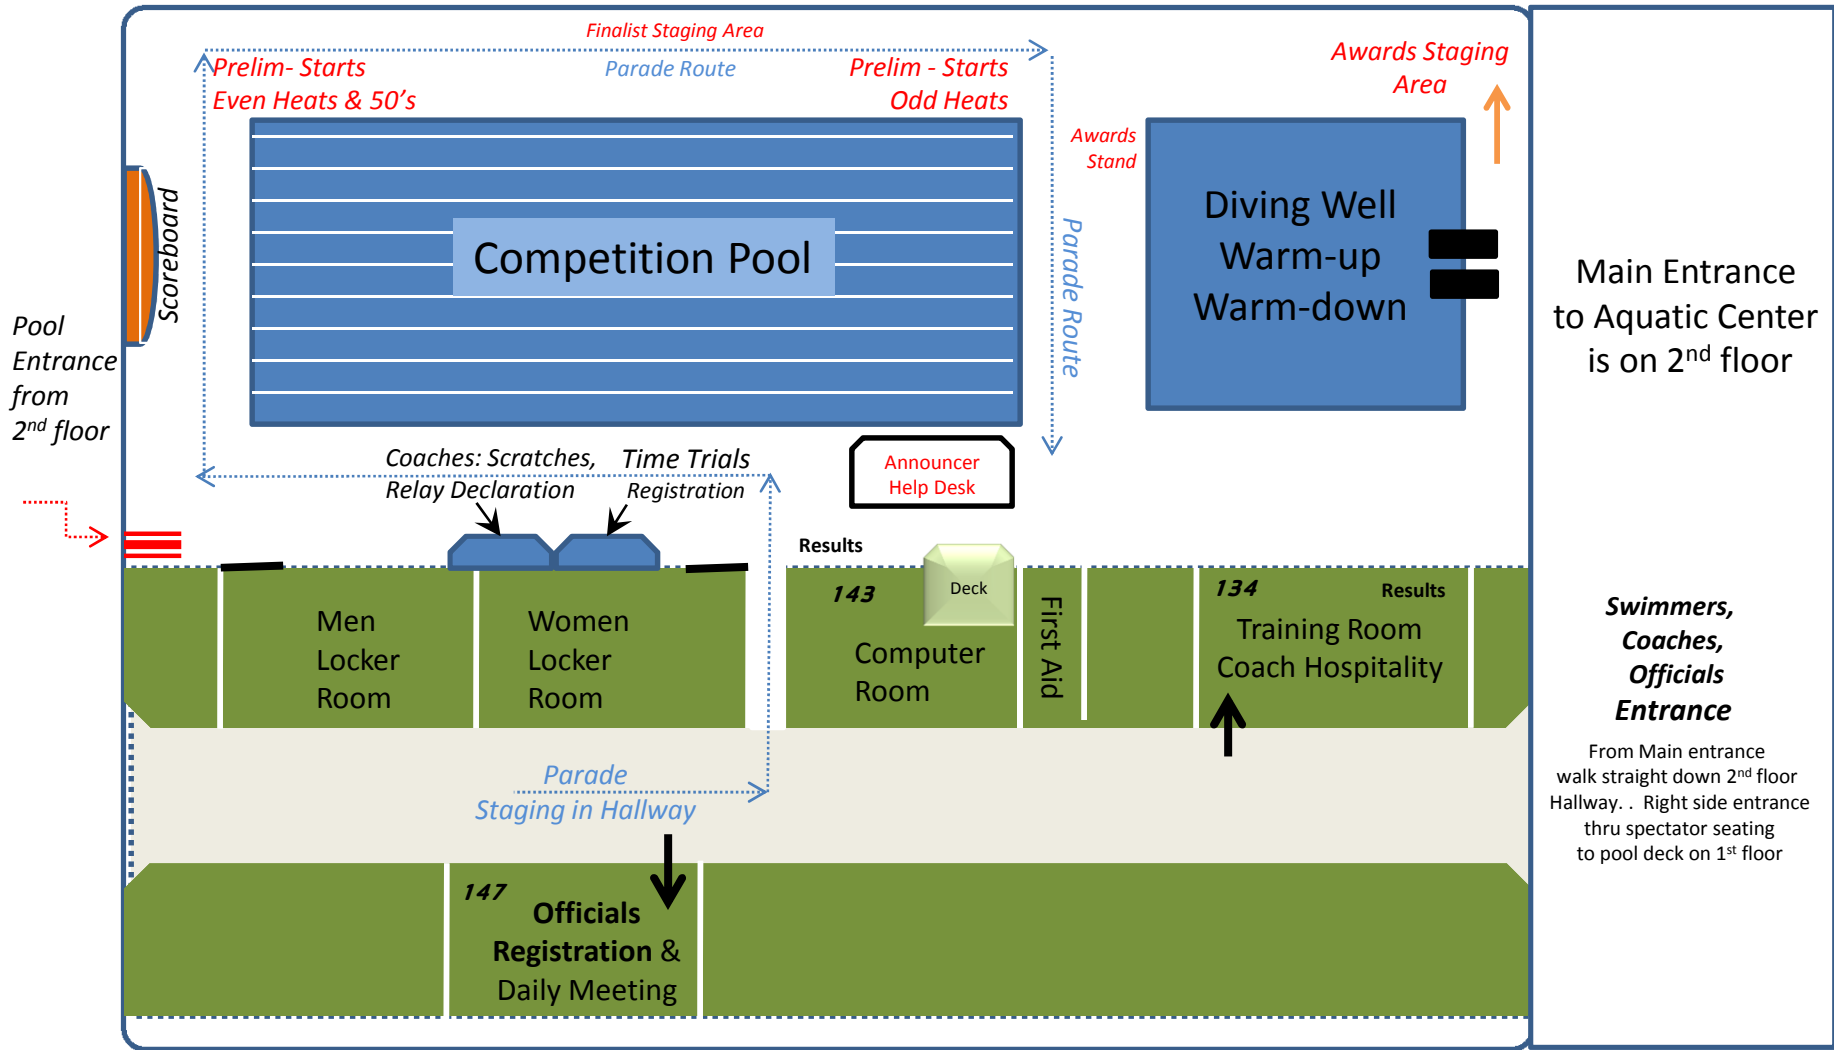 Finalist Staging Area
Parade Route
Prelim- Starts
Even Heats & 50's
Prelim - Starts
Odd Heats
Awards Staging
Area
Awards
Stand
Scoreboard
Competition Pool
Parade Route
Diving Well
Warm-up
Warm-down
Main Entrance
to Aquatic Center
is on 2nd floor
Pool
Entrance
from
2nd floor
Coaches: Scratches,
Relay Declaration
Time Trials
Registration
Announcer
Help Desk
Results
Men
Locker
Room
Women
Locker
Room
143
Deck
Computer
Room
First Aid
134
Results
Training Room
Coach Hospitality
Swimmers,
Coaches,
Officials
Entrance
From Main entrance
walk straight down 2nd floor
Hallway. . Right side entrance
thru spectator seating
to pool deck on 1st floor
Parade
Staging in Hallway
147
Officials
Registration &
Daily Meeting